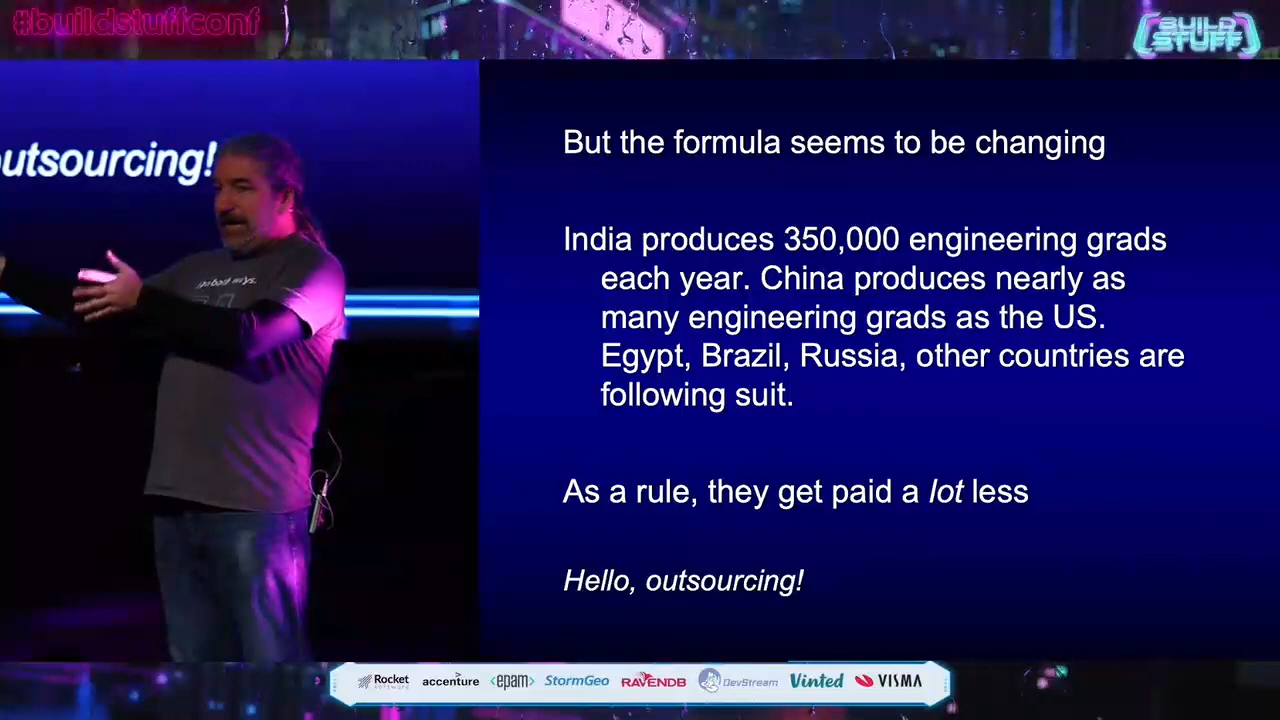 #buildstuffconf
BUILD
STUFF
outsourcing!
But the formula seems to be changing
India produces 350,000 engineering grads
each year. China produces nearly as
many engineering grads as the US.
Egypt, Brazil, Russia, other countries are
following suit.
As a rule, they get paid a lot less
Hello, outsourcing!
Rocket
software
accenture
<epam>
StormGeo
RAVENDB
DevStream
Vinted
VISMA